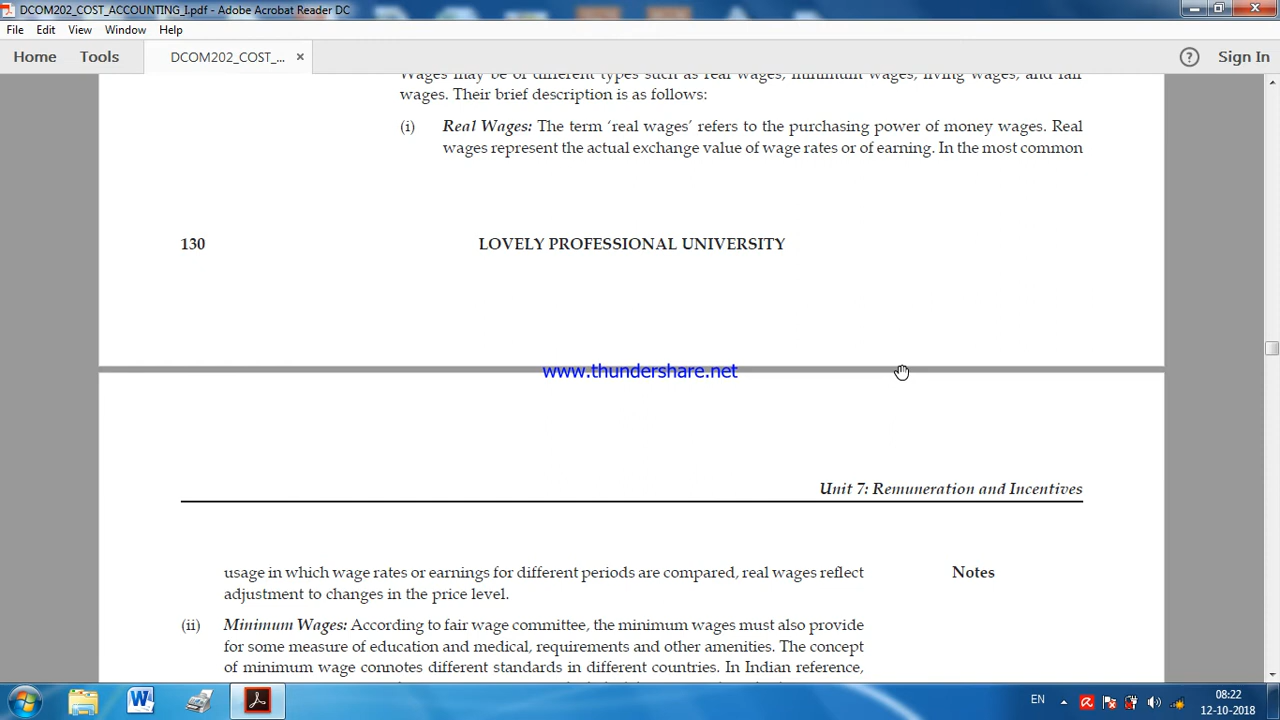 DCOM202_COST_ACCOUNTING_I.pdf - Adobe Acrobat Reader DC
File Edit View Window Help
Home Tools DCOM202_COST_... × ? Sign In
Wages may be of different types such as real wages, minimum wages, living wages, and fair
wages. Their brief description is as follows:
(i) Real Wages: The term ‘real wages’ refers to the purchasing power of money wages. Real
wages represent the actual exchange value of wage rates or of earning. In the most common
130 LOVELY PROFESSIONAL UNIVERSITY
www.thundershare.net
Unit 7: Remuneration and Incentives
usage in which wage rates or earnings for different periods are compared, real wages reflect Notes
adjustment to changes in the price level.
(ii) Minimum Wages: According to fair wage committee, the minimum wages must also provide
for some measure of education and medical, requirements and other amenities. The concept
of minimum wage connotes different standards in different countries. In Indian reference,
EN 08:22
12-10-2018